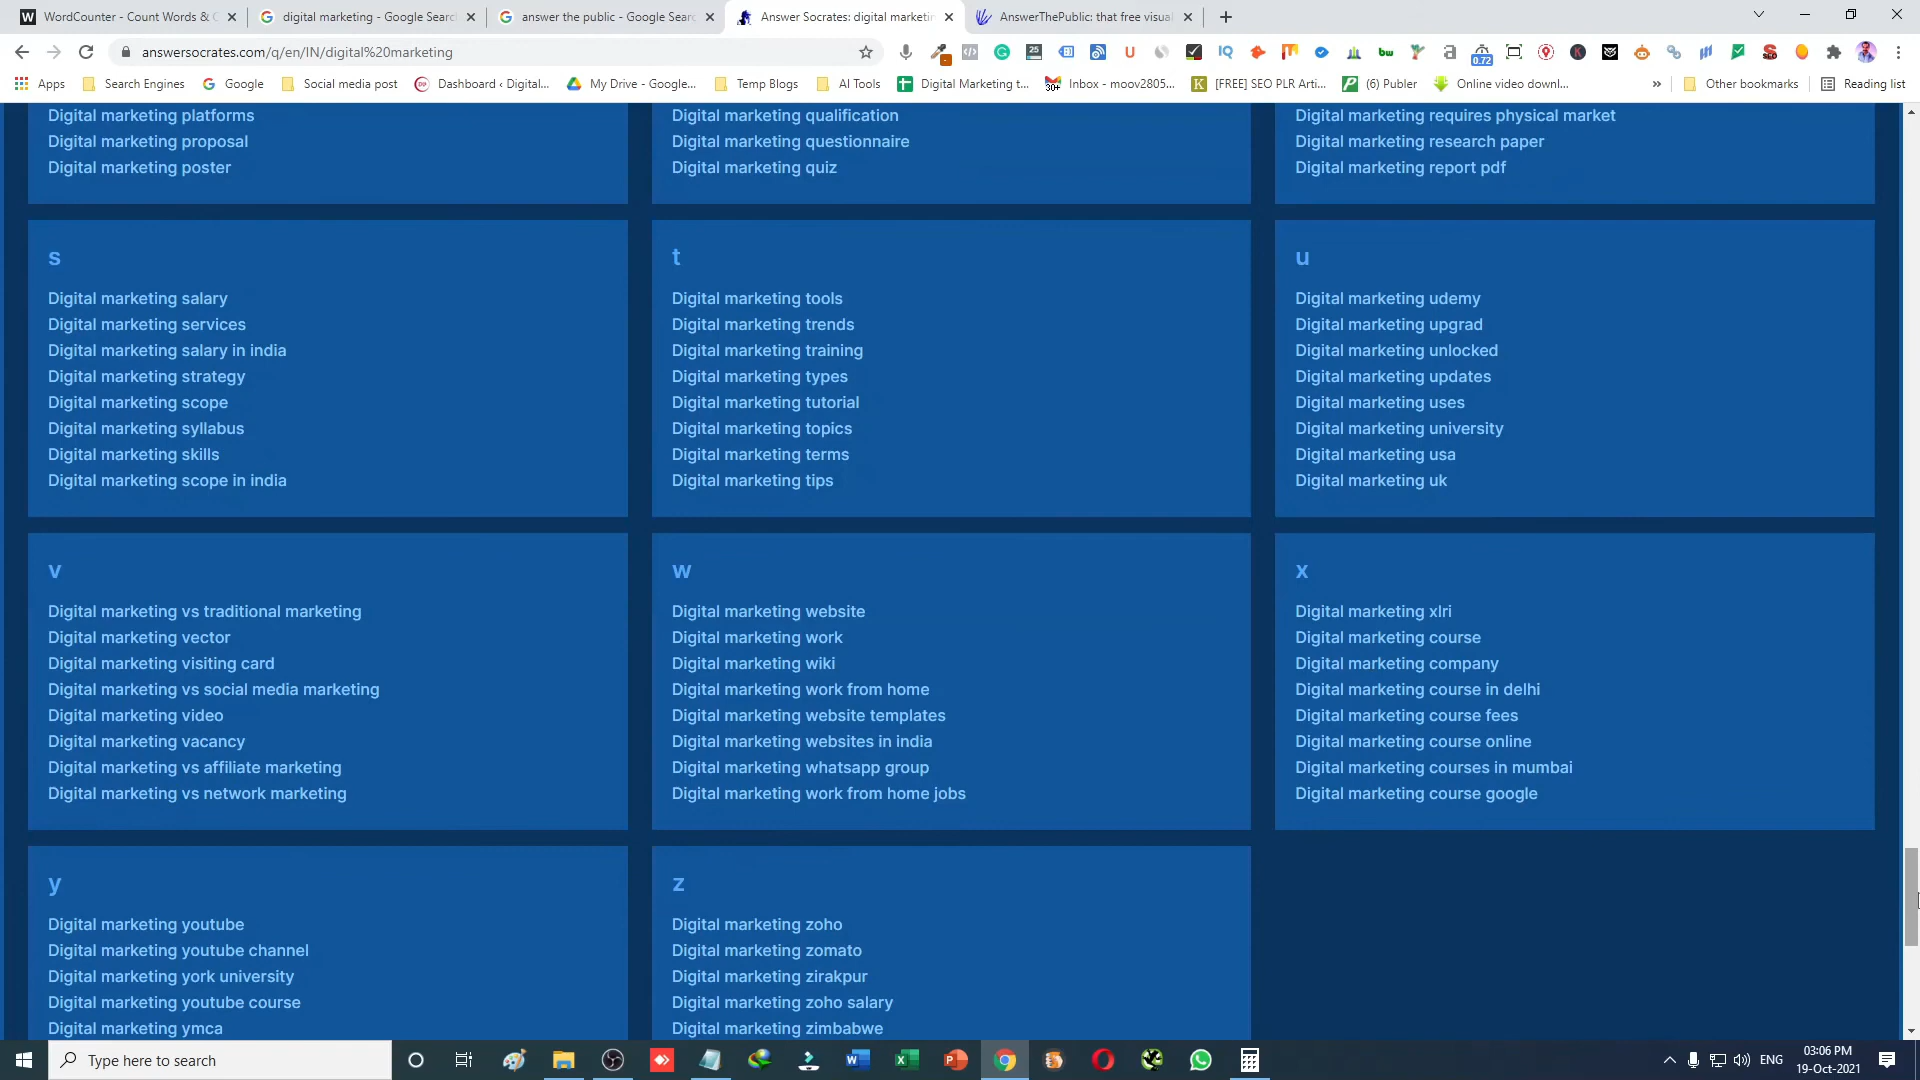 WordCounter - Count Words & C
digital marketing - Google Searc
answer the public - Google Searc
Answer Socrates: digital marketin
AnswerThePublic: that free visual
answersocrates.com/q/en/IN/digital%20marketing
25
0.72
Apps
Search Engines
Google
Social media post
Dashboard ‹ Digital...
My Drive - Google...
Temp Blogs
AI Tools
Digital Marketing t...
Inbox - moov2805...
[FREE] SEO PLR Arti...
(6) Publer
Online video downl...
Other bookmarks
Reading list
Digital marketing platforms
Digital marketing proposal
Digital marketing poster
Digital marketing qualification
Digital marketing questionnaire
Digital marketing quiz
Digital marketing requires physical market
Digital marketing research paper
Digital marketing report pdf
s
Digital marketing salary
Digital marketing services
Digital marketing salary in india
Digital marketing strategy
Digital marketing scope
Digital marketing syllabus
Digital marketing skills
Digital marketing scope in india
t
Digital marketing tools
Digital marketing trends
Digital marketing training
Digital marketing types
Digital marketing tutorial
Digital marketing topics
Digital marketing terms
Digital marketing tips
u
Digital marketing udemy
Digital marketing upgrad
Digital marketing unlocked
Digital marketing updates
Digital marketing uses
Digital marketing university
Digital marketing usa
Digital marketing uk
v
Digital marketing vs traditional marketing
Digital marketing vector
Digital marketing visiting card
Digital marketing vs social media marketing
Digital marketing video
Digital marketing vacancy
Digital marketing vs affiliate marketing
Digital marketing vs network marketing
w
Digital marketing website
Digital marketing work
Digital marketing wiki
Digital marketing work from home
Digital marketing website templates
Digital marketing websites in india
Digital marketing whatsapp group
Digital marketing work from home jobs
x
Digital marketing xlri
Digital marketing course
Digital marketing company
Digital marketing course in delhi
Digital marketing course fees
Digital marketing course online
Digital marketing courses in mumbai
Digital marketing course google
y
Digital marketing youtube
Digital marketing youtube channel
Digital marketing york university
Digital marketing youtube course
Digital marketing ymca
z
Digital marketing zoho
Digital marketing zomato
Digital marketing zirakpur
Digital marketing zoho salary
Digital marketing zimbabwe
Type here to search
ENG
03:06 PM
19-Oct-2021